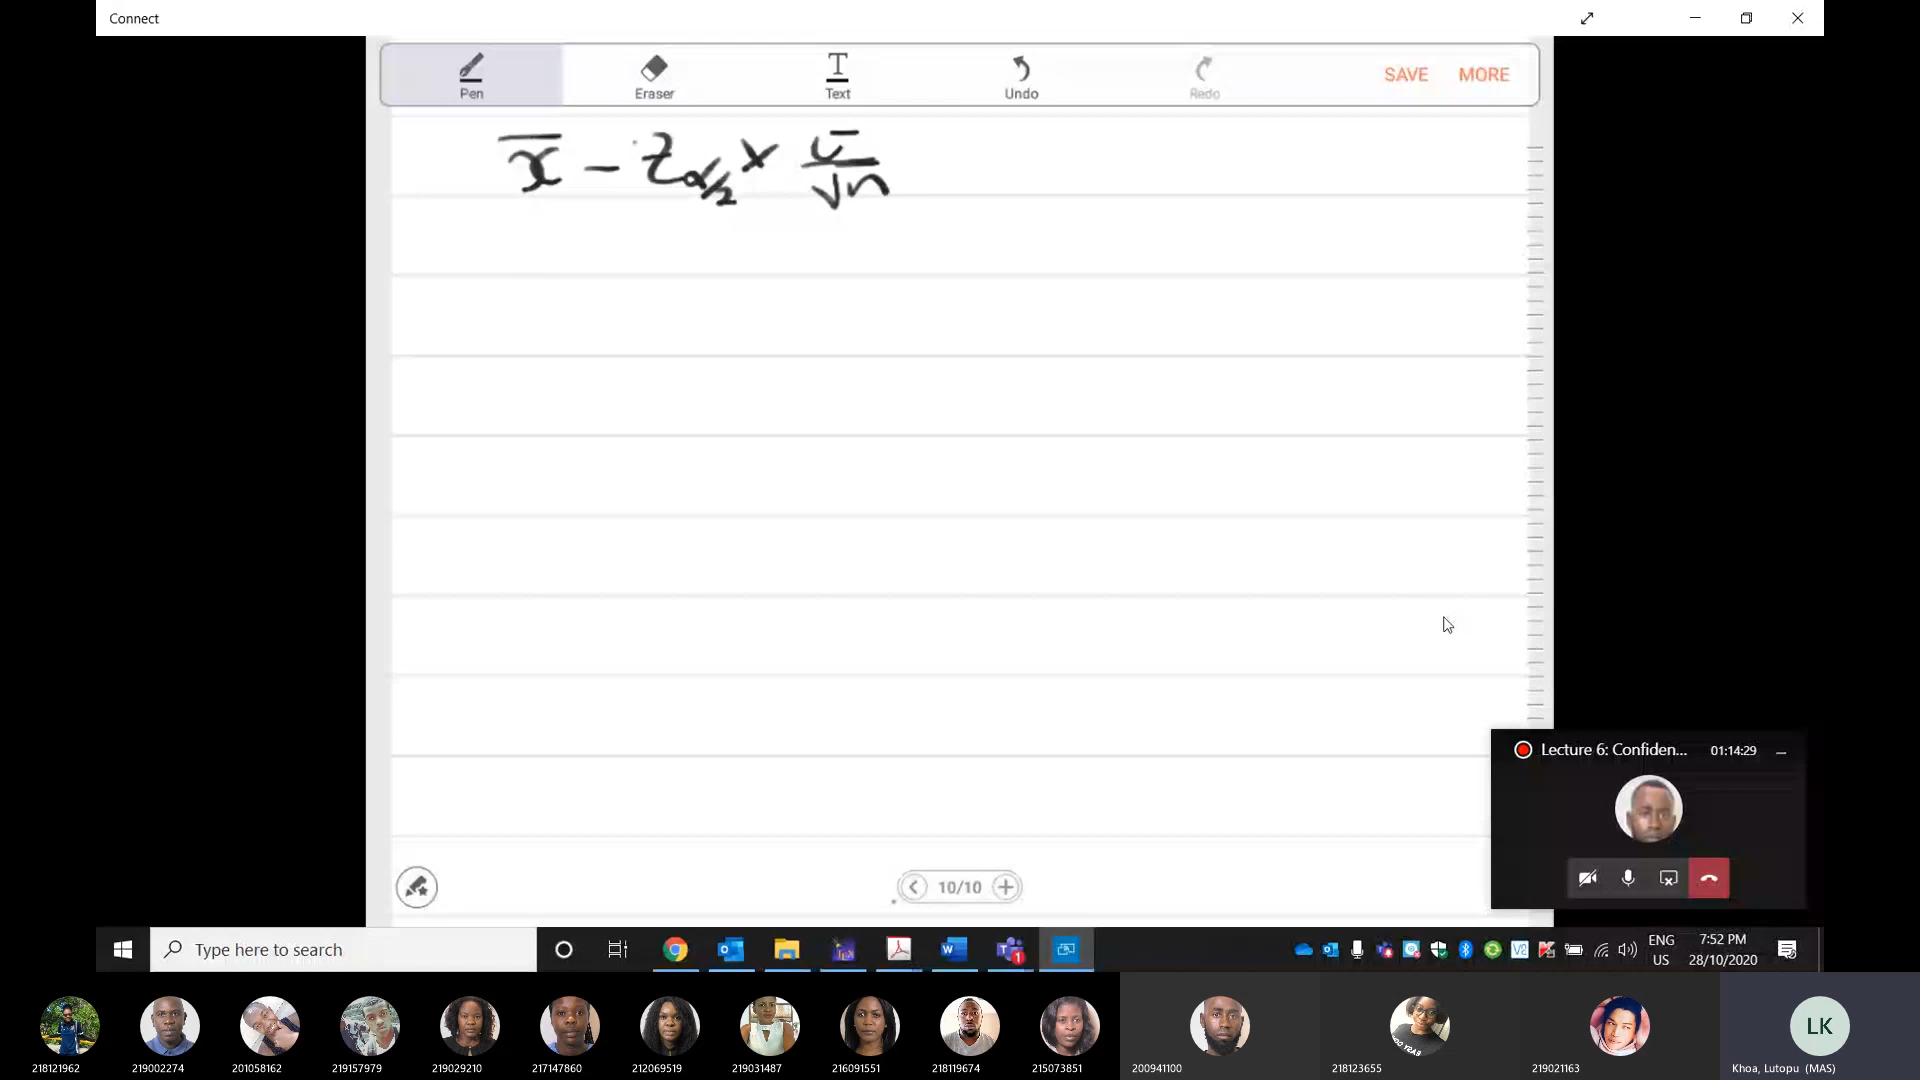 Connect
Pen Eraser Text Undo Redo SAVE MORE
x̄ - Z α/2 × σ/√n
Lecture 6: Confiden... 01:14:29
10/10
Type here to search
ENG
US
7:52 PM
28/10/2020
1
LK
218121962 219002274 201058162 219157979 219029210 217147860 212069519 219031487 216091551 218119674 215073851 200941100 218123655 219021163 Khoa, Lutopu (MAS)